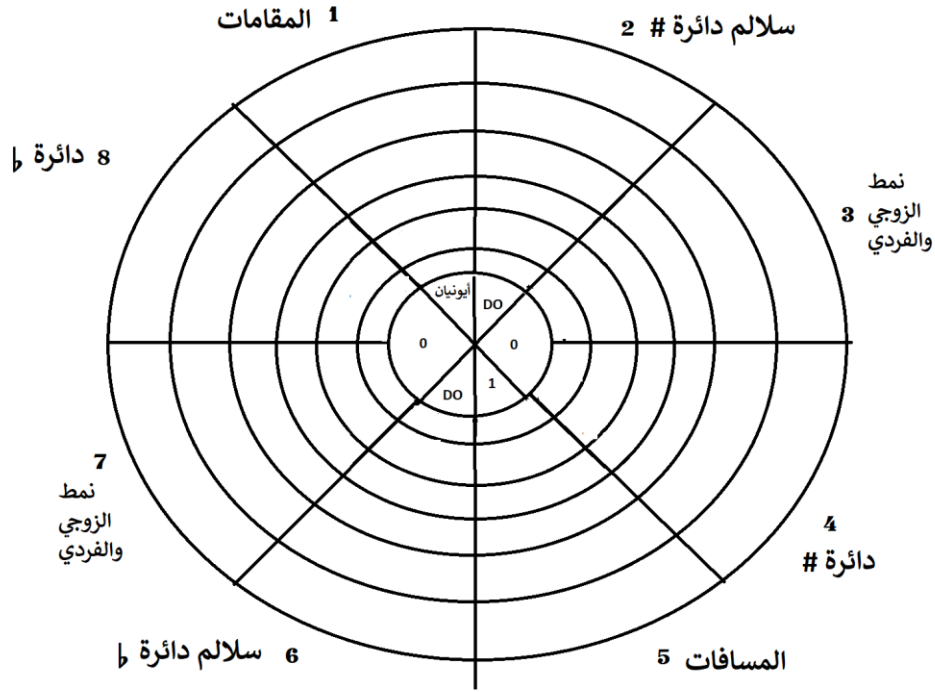 1 المقامات
2 سلالم دائرة #
3 نمط
الزوجي
والفردي
4
دائرة #
5 المسافات
6 سلالم دائرة ♭
7
نمط
الزوجي
والفردي
8 دائرة ♭
أيونيان
DO
0
0
DO
1